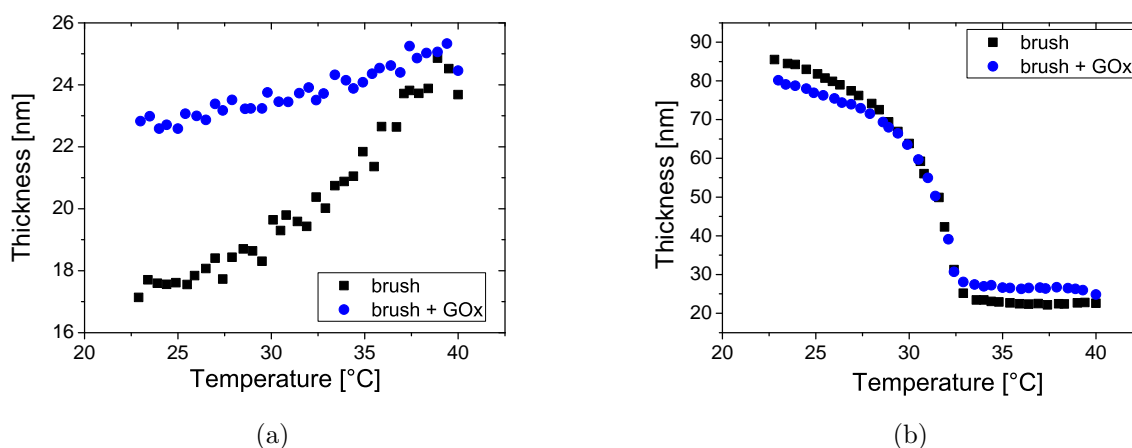 26
24
22
20
18
16
Thickness [nm]
brush
brush + GOx
20 25 30 35 40
Temperature [°C]
(a)
90
80
70
60
50
40
30
20
Thickness [nm]
brush
brush + GOx
20 25 30 35 40
Temperature [°C]
(b)